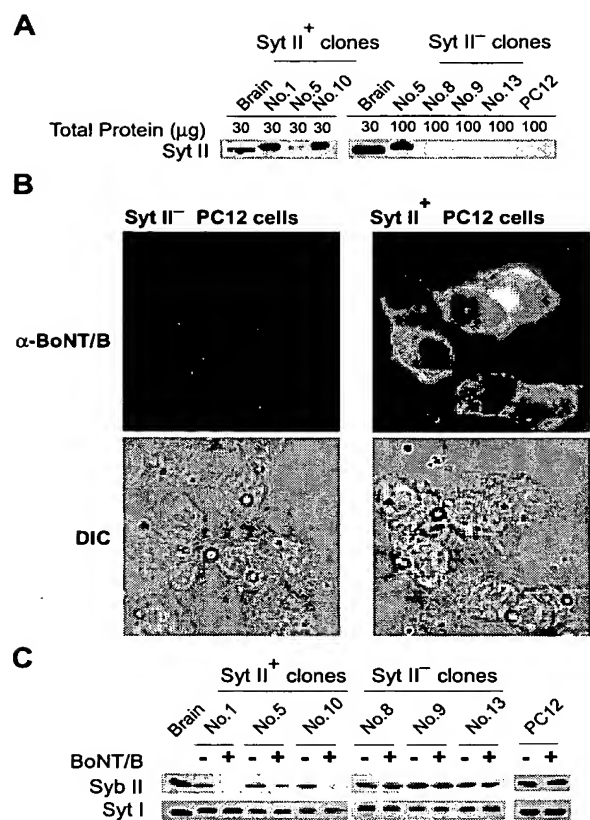 A
Syt II+ clones Syt II− clones
Brain No.1 No.5 No.10 Brain No.5 No.8 No.9 No.13 PC12
Total Protein (µg) 30 30 30 30 30 100 100 100 100 100
Syt II
B
Syt II− PC12 cells Syt II+ PC12 cells
α-BoNT/B
DIC
C
Syt II+ clones Syt II− clones
Brain No.1 No.5 No.10 No.8 No.9 No.13 PC12
BoNT/B - + - + - + - + - + - + - +
Syb II
Syt I